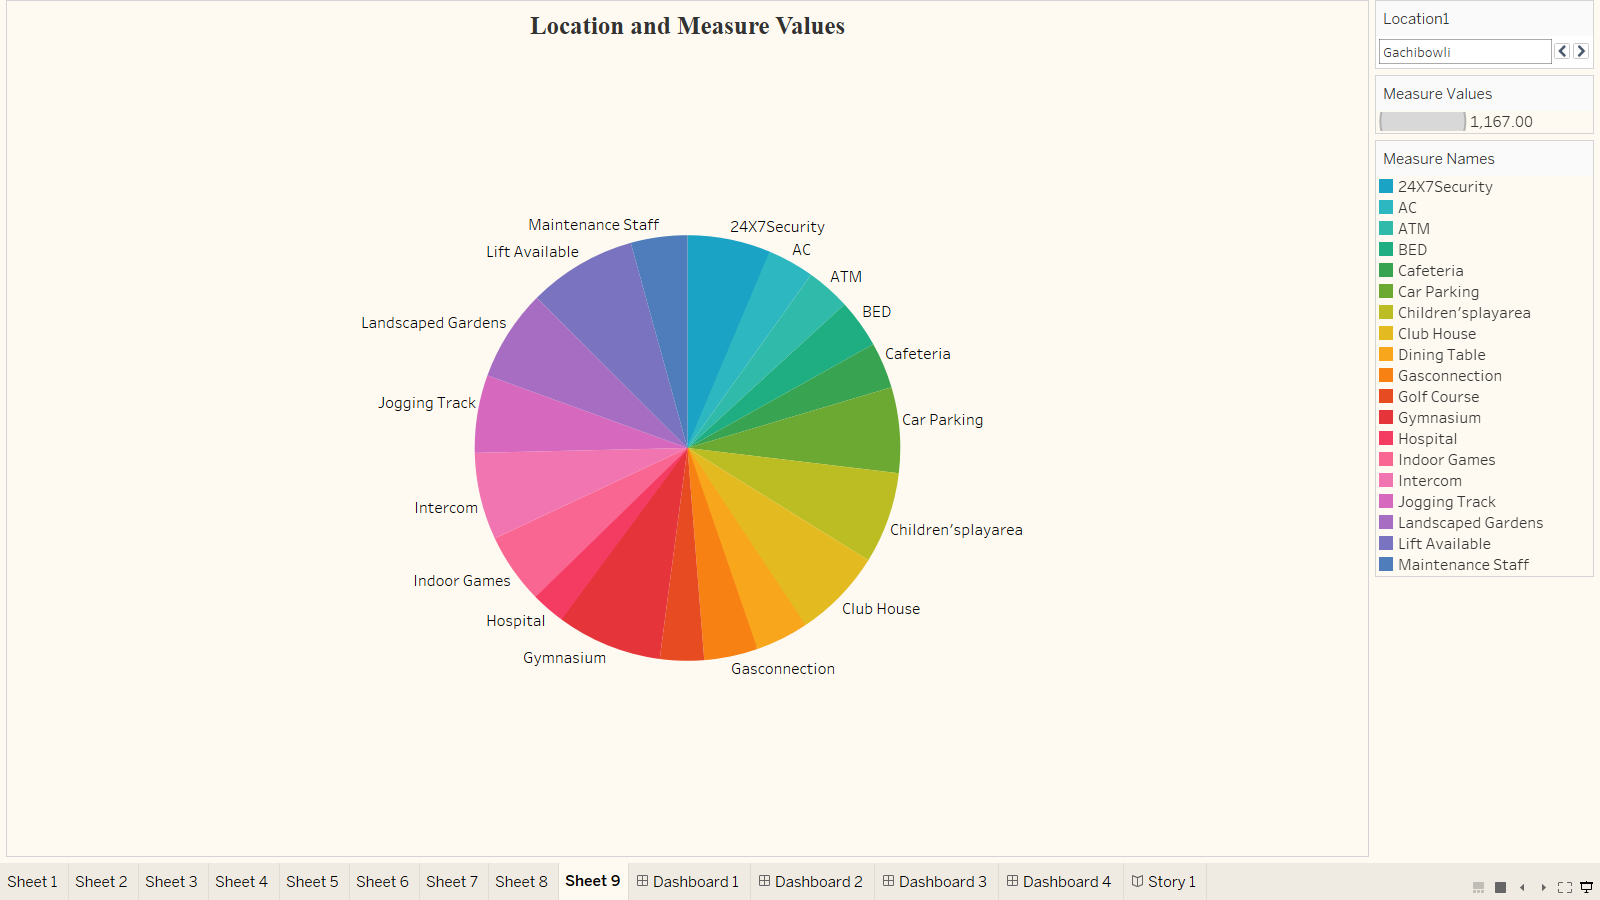 Location and Measure Values
Maintenance Staff
24X7Security
Lift Available
AC
ATM
BED
Landscaped Gardens
Cafeteria
Jogging Track
Car Parking
Intercom
Children'splayarea
Indoor Games
Club House
Hospital
Gymnasium
Gasconnection
Location1
Gachibowli
Measure Values
1,167.00
Measure Names
24X7Security
AC
ATM
BED
Cafeteria
Car Parking
Children'splayarea
Club House
Dining Table
Gasconnection
Golf Course
Gymnasium
Hospital
Indoor Games
Intercom
Jogging Track
Landscaped Gardens
Lift Available
Maintenance Staff
Sheet 1 Sheet 2 Sheet 3 Sheet 4 Sheet 5 Sheet 6 Sheet 7 Sheet 8 Sheet 9 Dashboard 1 Dashboard 2 Dashboard 3 Dashboard 4 Story 1